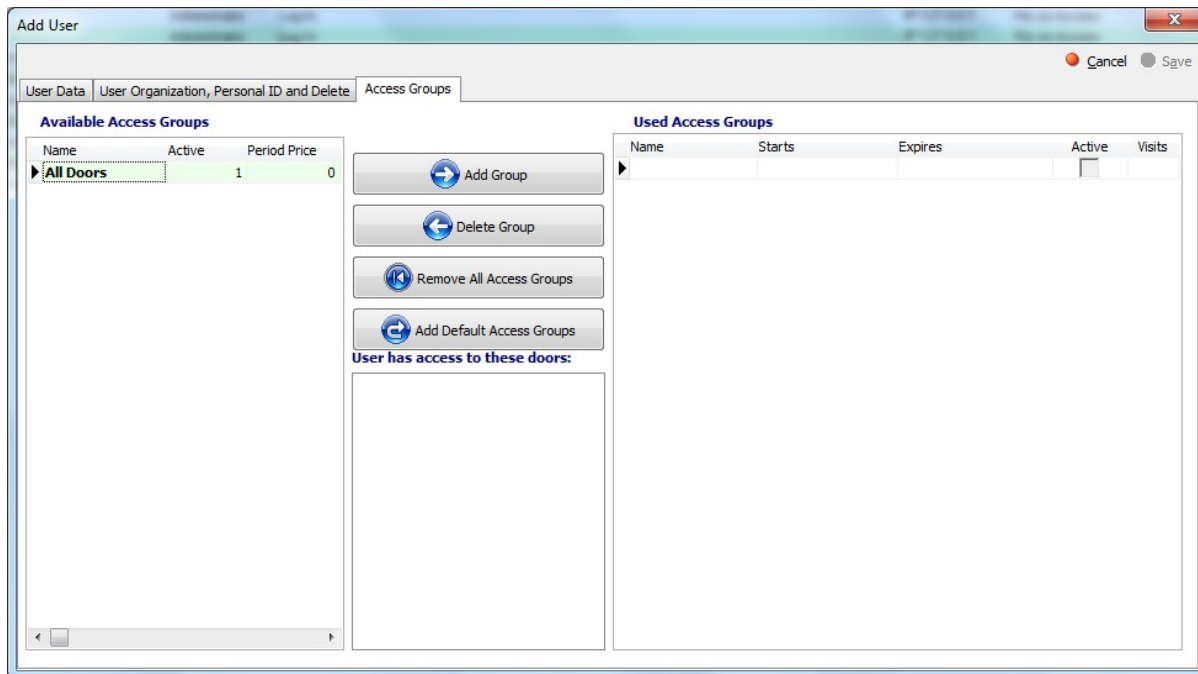 Add User
Cancel Save
User Data User Organization, Personal ID and Delete Access Groups
Available Access Groups
Name Active Period Price
All Doors 1 0
Add Group
Delete Group
Remove All Access Groups
Add Default Access Groups
User has access to these doors:
Used Access Groups
Name Starts Expires Active Visits